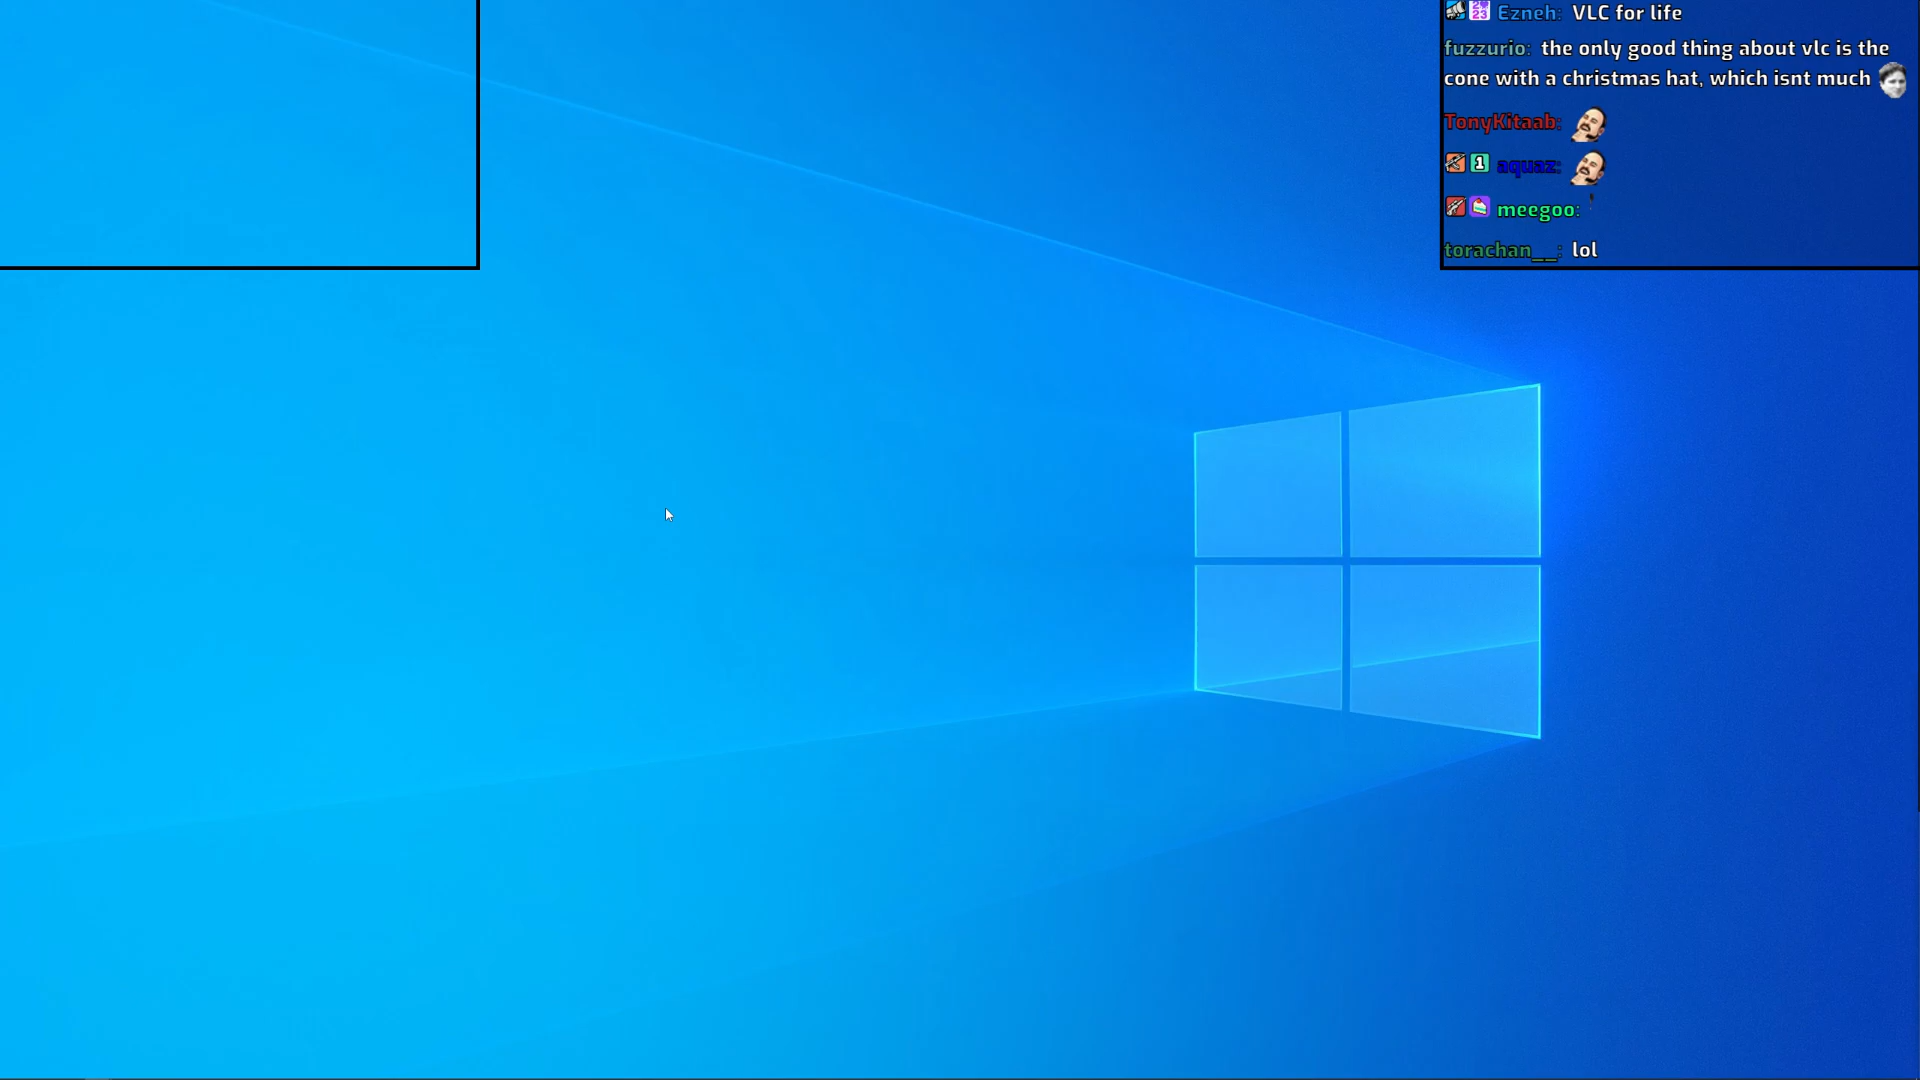 Ezneh: VLC for life
fuzzurio: the only good thing about vlc is the
cone with a christmas hat, which isnt much
TonyKitaab:
1 aquaz:
meegoo:
torachan__: lol